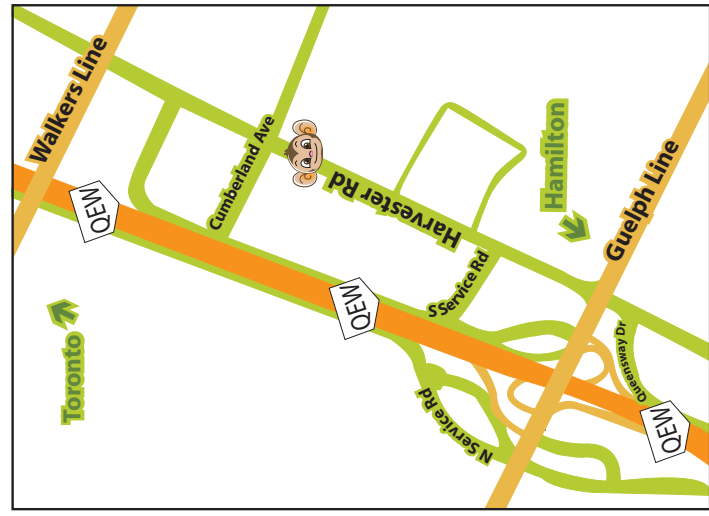 Walkers Line
QEW
Cumberland Ave
Harvester Rd
Hamilton
Guelph Line
Toronto
QEW
S Service Rd
N Service Rd
Queensway Dr
QEW